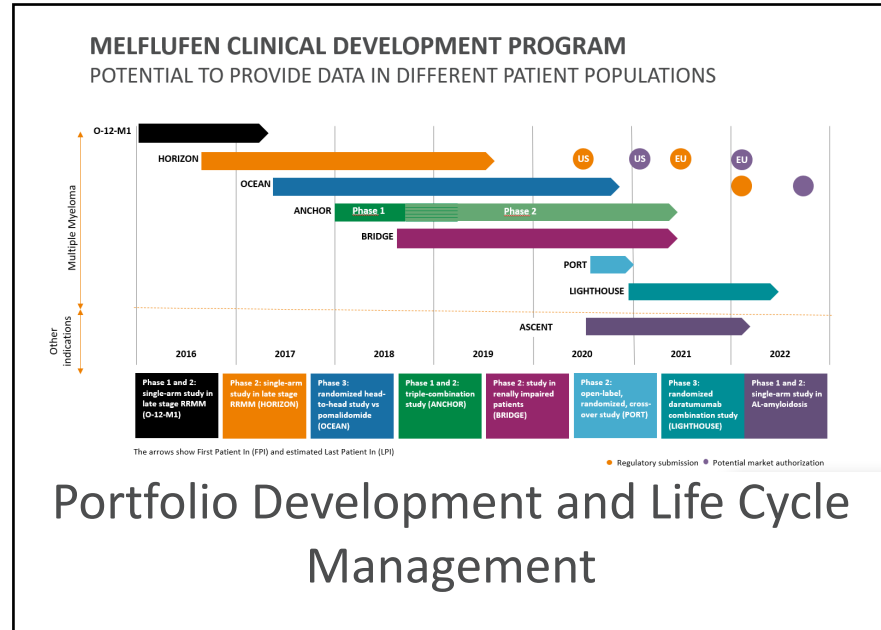 MELFLUFEN CLINICAL DEVELOPMENT PROGRAM
POTENTIAL TO PROVIDE DATA IN DIFFERENT PATIENT POPULATIONS
Multiple Myeloma
Other
indications
O-12-M1
HORIZON
US
US
EU
EU
OCEAN
ANCHOR
Phase 1
Phase 2
BRIDGE
PORT
LIGHTHOUSE
ASCENT
2016
2017
2018
2019
2020
2021
2022
Phase 1 and 2:
single-arm study in
late stage RRMM
(O-12-M1)
Phase 2: single-arm
study in late stage
RRMM (HORIZON)
Phase 3:
randomized head-
to-head study vs
pomalidomide
(OCEAN)
Phase 1 and 2:
triple-combination
study (ANCHOR)
Phase 2: study in
renally impaired
patients
(BRIDGE)
Phase 2:
open-label,
randomized, cross-
over study (PORT)
Phase 3:
randomized
daratumumab
combination study
(LIGHTHOUSE)
Phase 1 and 2:
single-arm study in
AL-amyloidosis
The arrows show First Patient In (FPI) and estimated Last Patient In (LPI)
Regulatory submission
Potential market authorization
Portfolio Development and Life Cycle
Management